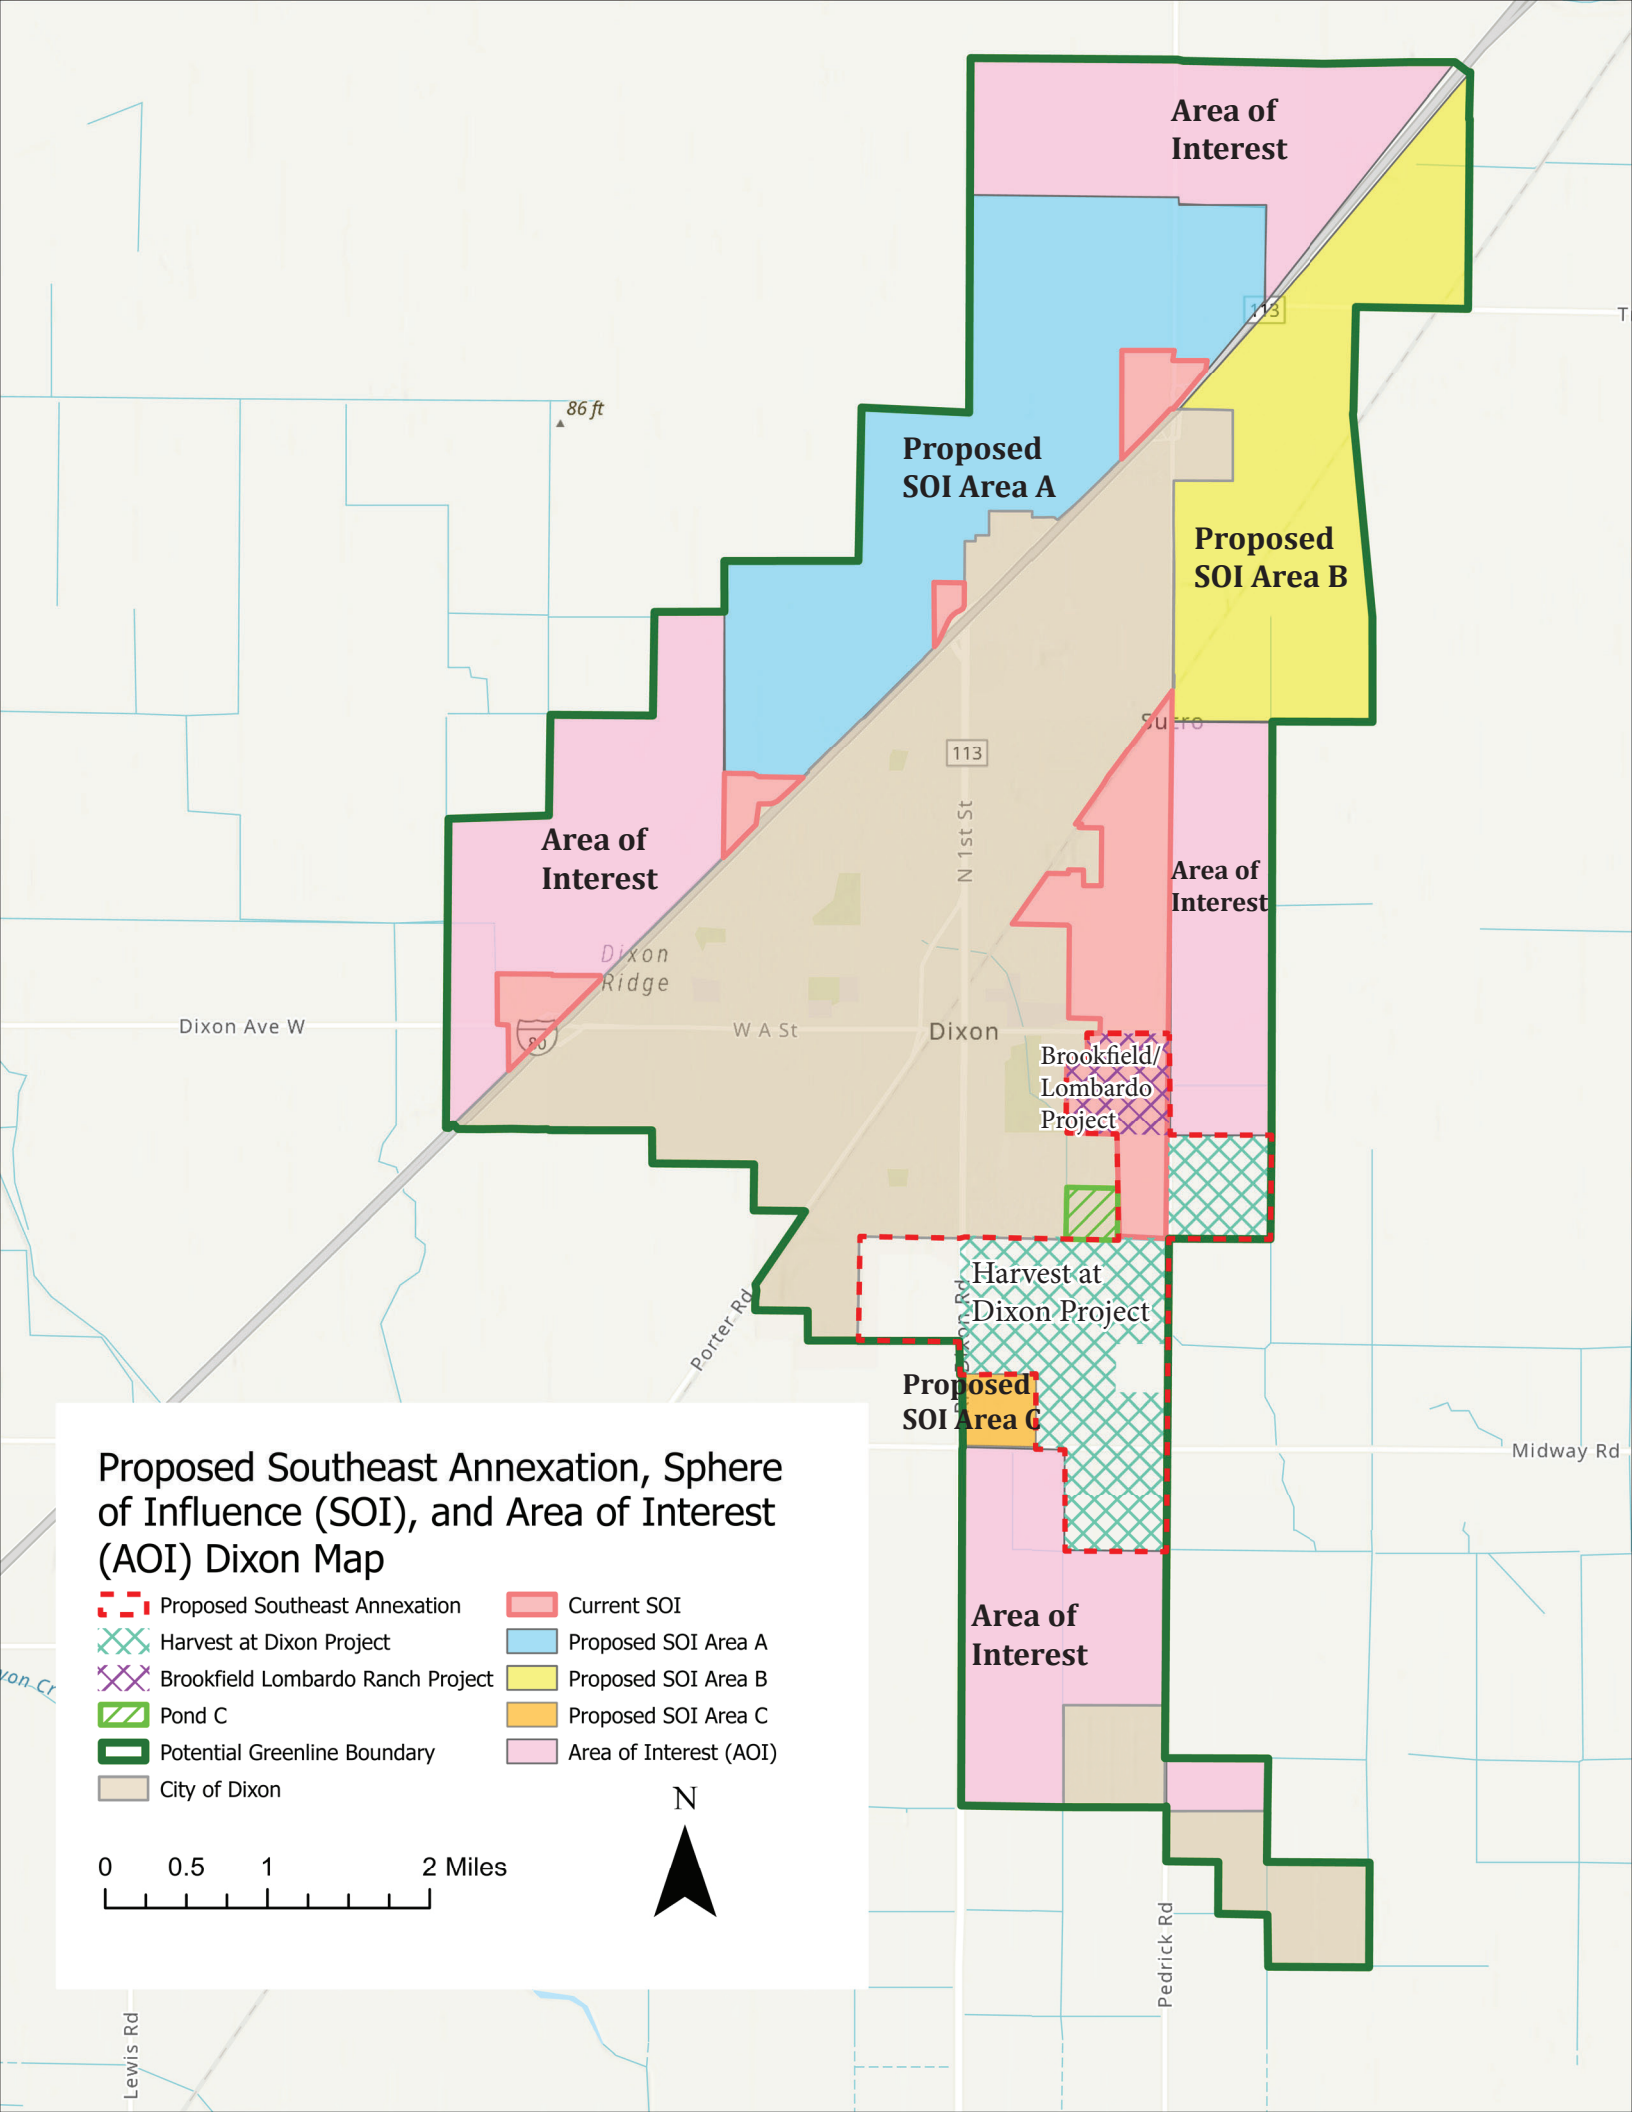 Area of
Interest
113
T
86 ft
Proposed
SOI Area A
Proposed
SOI Area B
Sutro
113
N 1st St
Area of
Interest
Area of
Interest
Dixon
Ridge
Dixon Ave W
80
W A St
Dixon
Brookfield/
Lombardo
Project
Harvest at
Dixon Project
Dixon Rd
Porter Rd
Proposed
SOI Area C
Midway Rd
Proposed Southeast Annexation, Sphere
of Influence (SOI), and Area of Interest
(AOI) Dixon Map
Proposed Southeast Annexation
Harvest at Dixon Project
Brookfield Lombardo Ranch Project
Pond C
Potential Greenline Boundary
City of Dixon
Current SOI
Proposed SOI Area A
Proposed SOI Area B
Proposed SOI Area C
Area of Interest (AOI)
N
0 0.5 1 2 Miles
Area of
Interest
yon Cr
Pedrick Rd
Lewis Rd